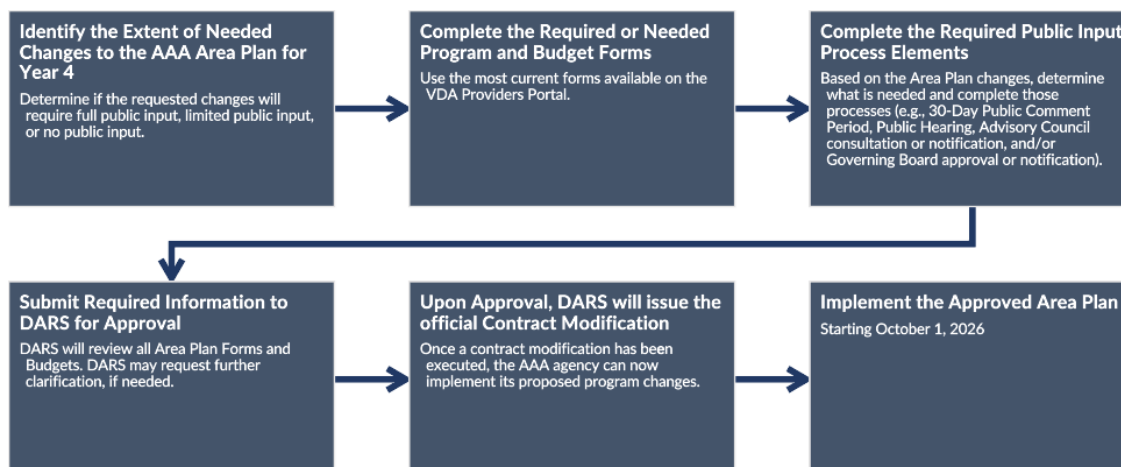 Identify the Extent of Needed
Changes to the AAA Area Plan for
Year 4
Determine if the requested changes will
require full public input, limited public input,
or no public input.
Complete the Required or Needed
Program and Budget Forms
Use the most current forms available on the
VDA Providers Portal.
Complete the Required Public Input
Process Elements
Based on the Area Plan changes, determine
what is needed and complete those
processes (e.g., 30-Day Public Comment
Period, Public Hearing, Advisory Council
consultation or notification, and/or
Governing Board approval or notification).
Submit Required Information to
DARS for Approval
DARS will review all Area Plan Forms and
Budgets. DARS may request further
clarification, if needed.
Upon Approval, DARS will issue the
official Contract Modification
Once a contract modification has been
executed, the AAA agency can now
implement its proposed program changes.
Implement the Approved Area Plan
Starting October 1, 2026